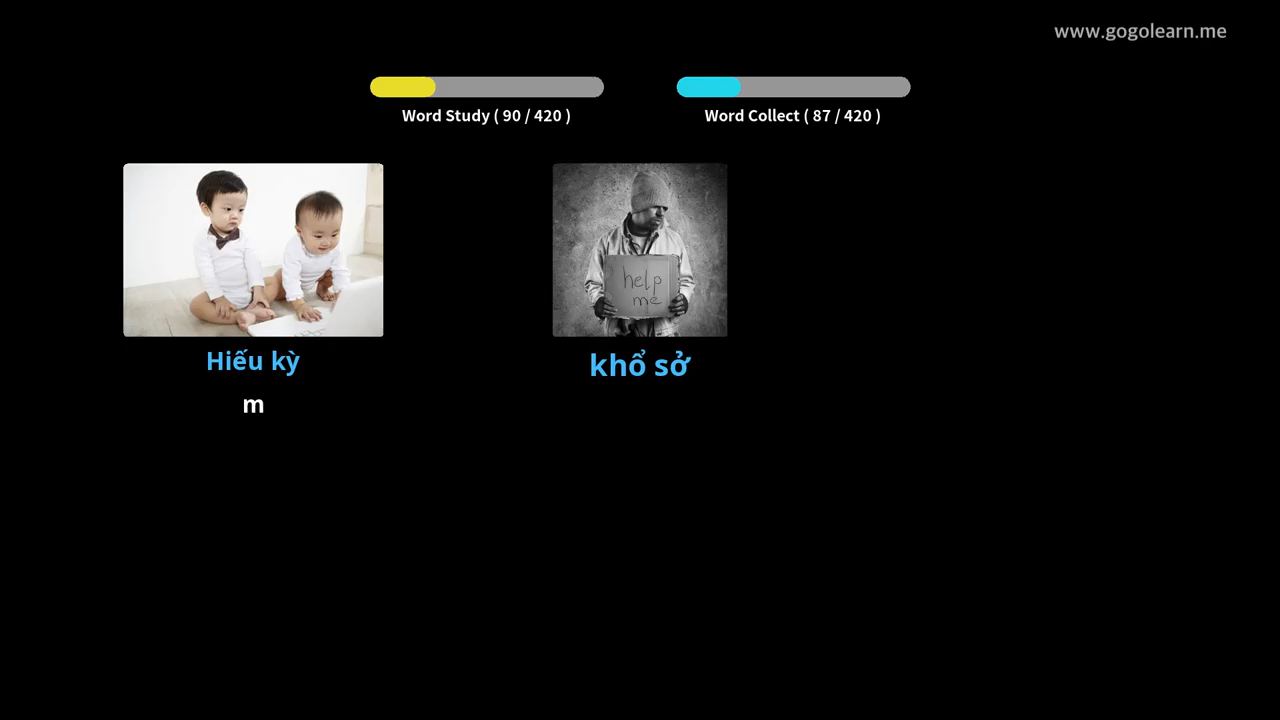 www.gogolearn.me
Word Study ( 90 / 420 )
Word Collect ( 87 / 420 )
help
me
Hiếu kỳ
khổ sở
m